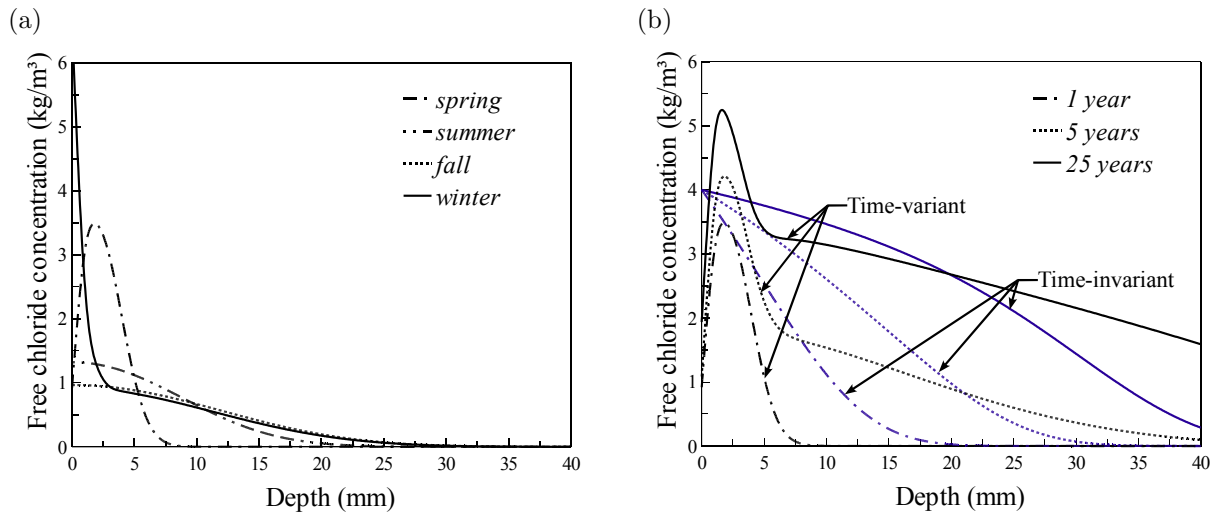 (a)
Free chloride concentration (kg/m³)
6
5
4
3
2
1
0
0 5 10 15 20 25 30 35 40
Depth (mm)
spring
summer
fall
winter
(b)
Free chloride concentration (kg/m³)
6
5
4
3
2
1
0
0 5 10 15 20 25 30 35 40
Depth (mm)
1 year
5 years
25 years
Time-variant
Time-invariant